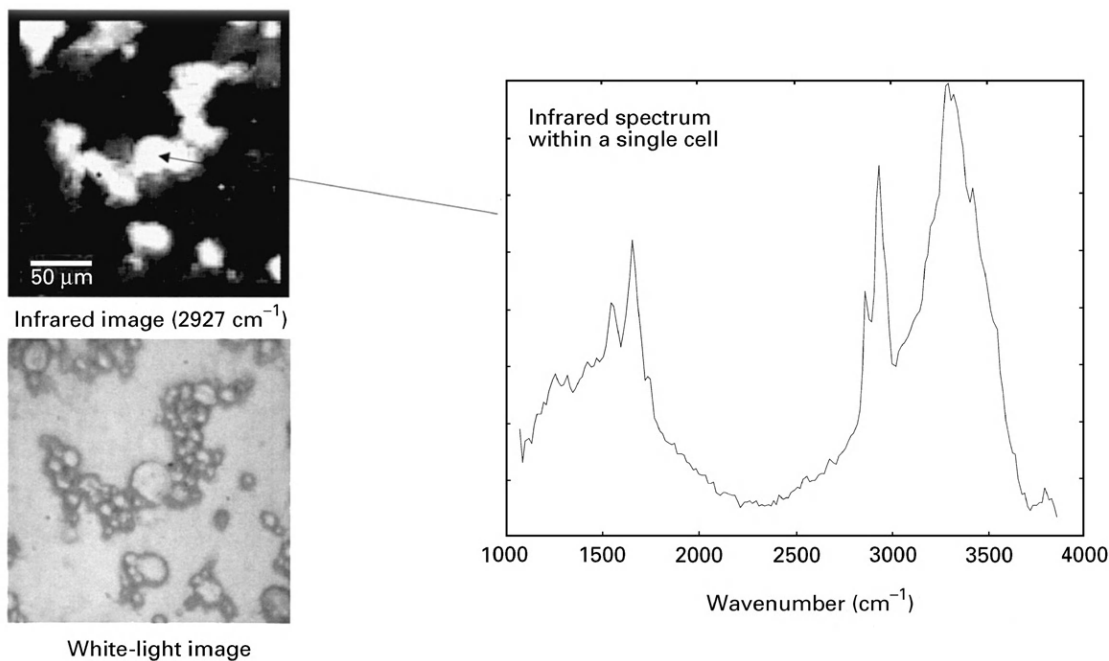 50 μm
Infrared image (2927 cm⁻¹)
White-light image
Infrared spectrum
within a single cell
1000 1500 2000 2500 3000 3500 4000
Wavenumber (cm⁻¹)